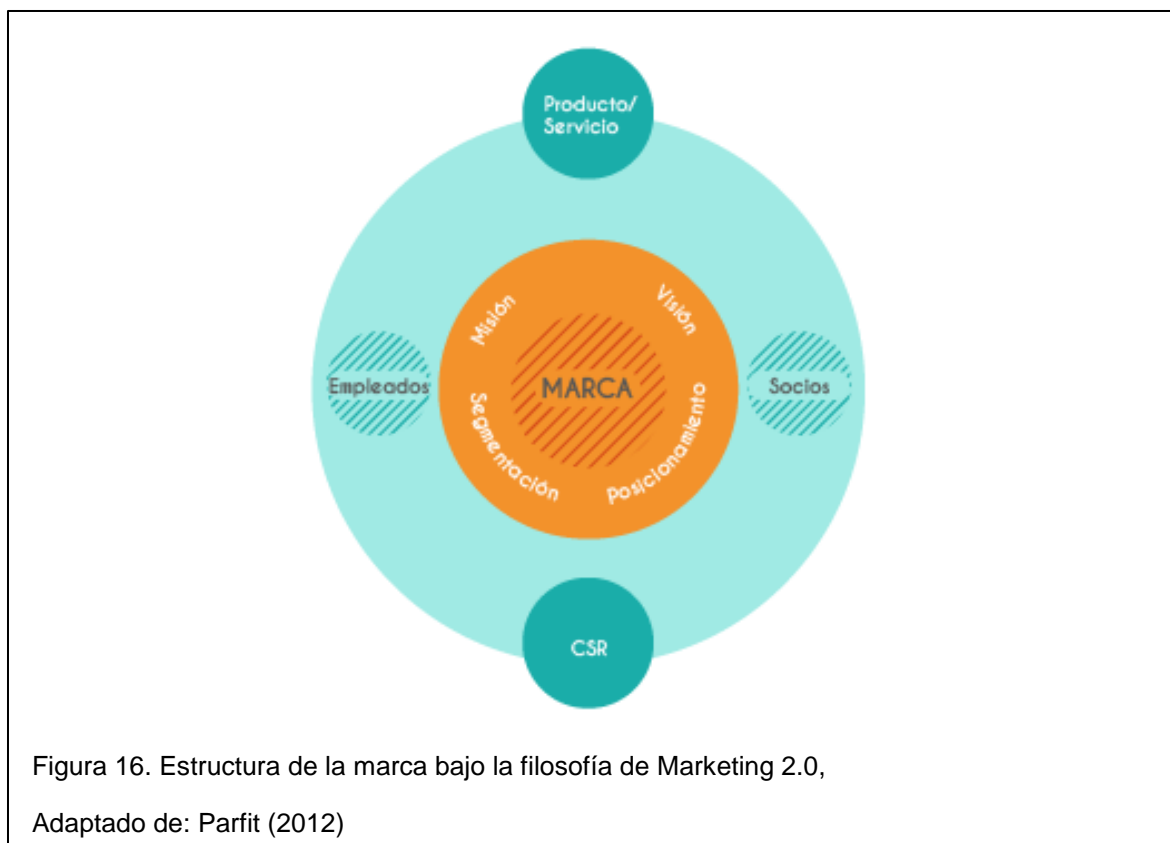 Producto/
Servicio
Misión
Visión
Empleados
MARCA
Socios
Segmentación
Posicionamiento
CSR
Figura 16. Estructura de la marca bajo la filosofía de Marketing 2.0,
Adaptado de: Parfit (2012)